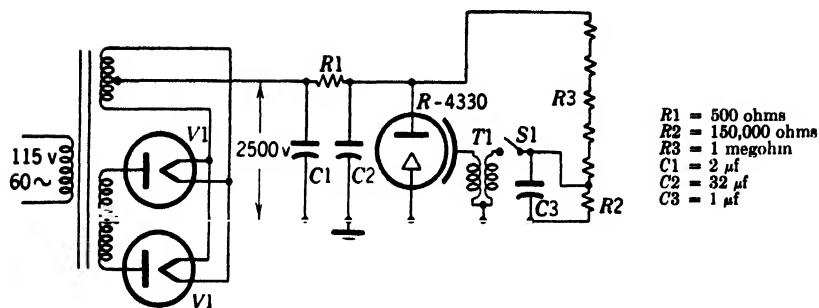 115 v
60~
V1
V1
2500 v
R1
C1
C2
R-4330
T1
S1
C3
R3
R2
R1 = 500 ohms
R2 = 150,000 ohms
R3 = 1 megohm
C1 = 2 μf
C2 = 32 μf
C3 = 1 μf